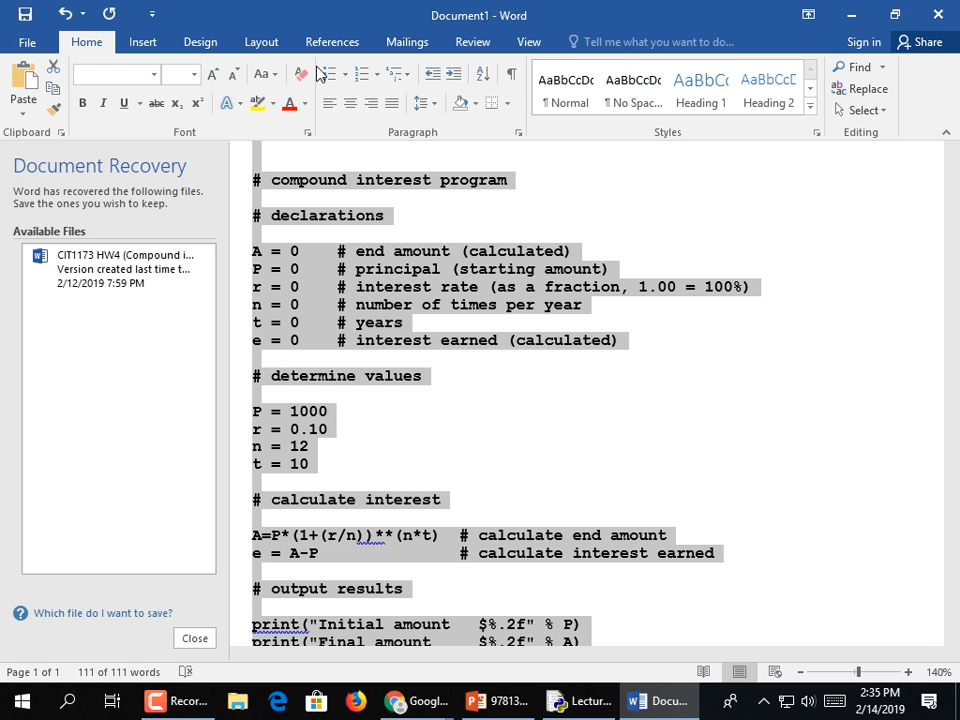 Document1 - Word
File
Home
Insert
Design
Layout
References
Mailings
Review
View
Tell me what you want to do...
Sign in
Share
Paste
Clipboard
Aa
B I U abc x₂ x²
A
A
Font
Paragraph
AaBbCcDc
¶ Normal
AaBbCcDc
¶ No Spac...
AaBbCc
Heading 1
AaBbCcD
Heading 2
Styles
Find
Replace
Select
Editing
Document Recovery
Word has recovered the following files.
Save the ones you wish to keep.
Available Files
CIT1173 HW4 (Compound i...
Version created last time t...
2/12/2019 7:59 PM
Which file do I want to save?
Close
# compound interest program
# declarations
A = 0    # end amount (calculated)
P = 0    # principal (starting amount)
r = 0    # interest rate (as a fraction, 1.00 = 100%)
n = 0    # number of times per year
t = 0    # years
e = 0    # interest earned (calculated)
# determine values
P = 1000
r = 0.10
n = 12
t = 10
# calculate interest
A=P*(1+(r/n))**(n*t)  # calculate end amount
e = A-P               # calculate interest earned
# output results
print("Initial amount   $%.2f" % P)
print("Final amount     $%.2f" % A)
Page 1 of 1
111 of 111 words
140%
Recor...
Googl...
97813...
Lectur...
Docu...
2:35 PM
2/14/2019